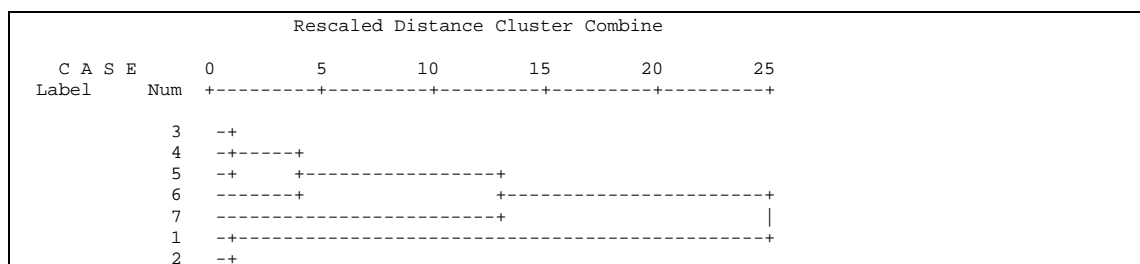 Rescaled Distance Cluster Combine
C A S E 0 5 10 15 20 25
Label Num +---------+---------+---------+---------+---------+
3 -+
4 -+-----+
5 -+ +-----------------+
6 -------+ +-----------------------+
7 -------------------------+ |
1 -+-----------------------------------------------+
2 -+